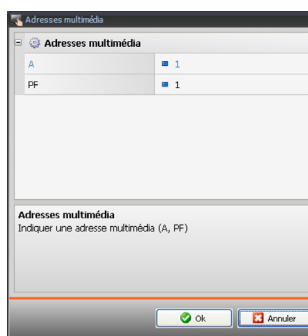 Adresses multimédia
Adresses multimédia
A 1
PF 1
Adresses multimédia
Indiquer une adresse multimédia (A, PF)
Ok Annuler